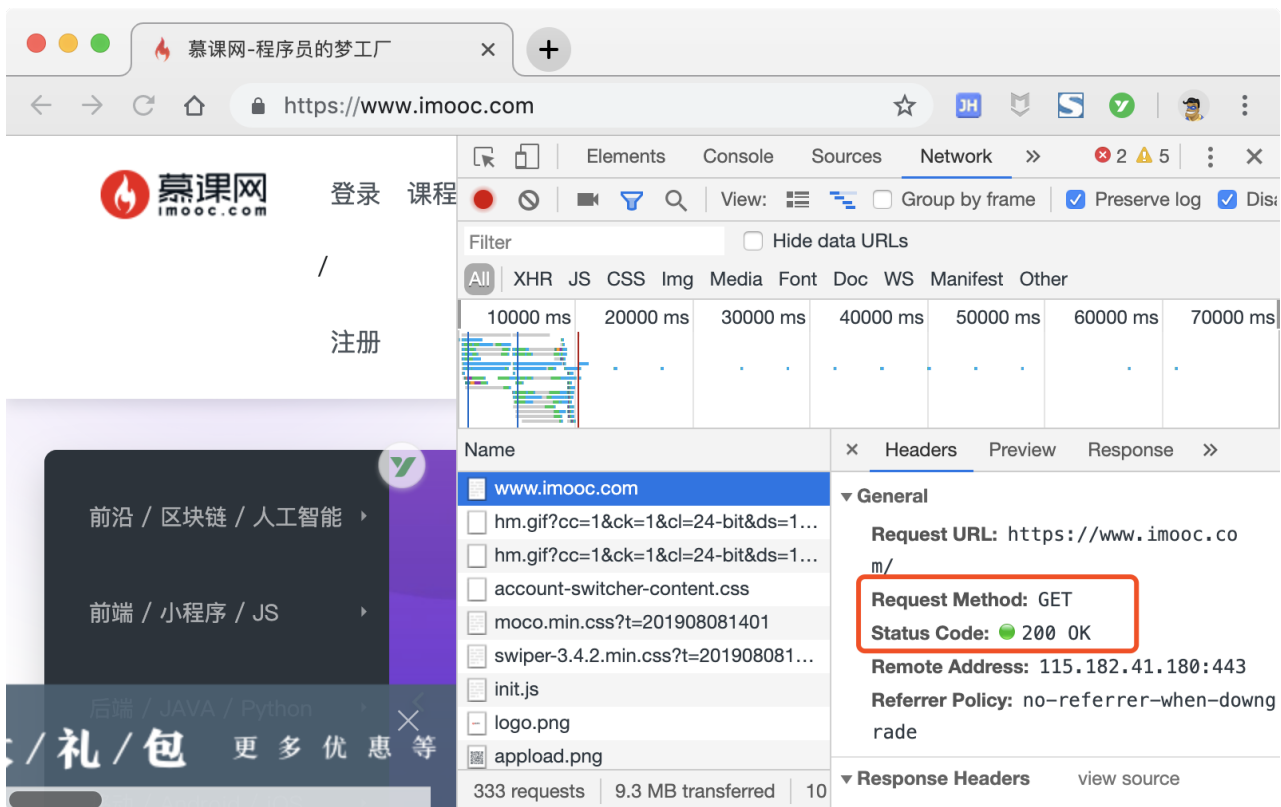 慕课网-程序员的梦工厂
https://www.imooc.com
JH
S
慕课网
imooc.com
登录
课程
/
注册
前沿 / 区块链 / 人工智能
前端 / 小程序 / JS
后端 / JAVA / Python
/ 礼 / 包 更多优惠等
Elements Console Sources Network » 2 5
View: Group by frame Preserve log Disa
Filter Hide data URLs
All XHR JS CSS Img Media Font Doc WS Manifest Other
10000 ms 20000 ms 30000 ms 40000 ms 50000 ms 60000 ms 70000 ms
Name
www.imooc.com
hm.gif?cc=1&ck=1&cl=24-bit&ds=1...
hm.gif?cc=1&ck=1&cl=24-bit&ds=1...
account-switcher-content.css
moco.min.css?t=201908081401
swiper-3.4.2.min.css?t=201908081...
init.js
logo.png
appload.png
333 requests 9.3 MB transferred 10
Headers Preview Response »
General
Request URL: https://www.imooc.co
m/
Request Method: GET
Status Code: 200 OK
Remote Address: 115.182.41.180:443
Referrer Policy: no-referrer-when-downg
rade
Response Headers view source